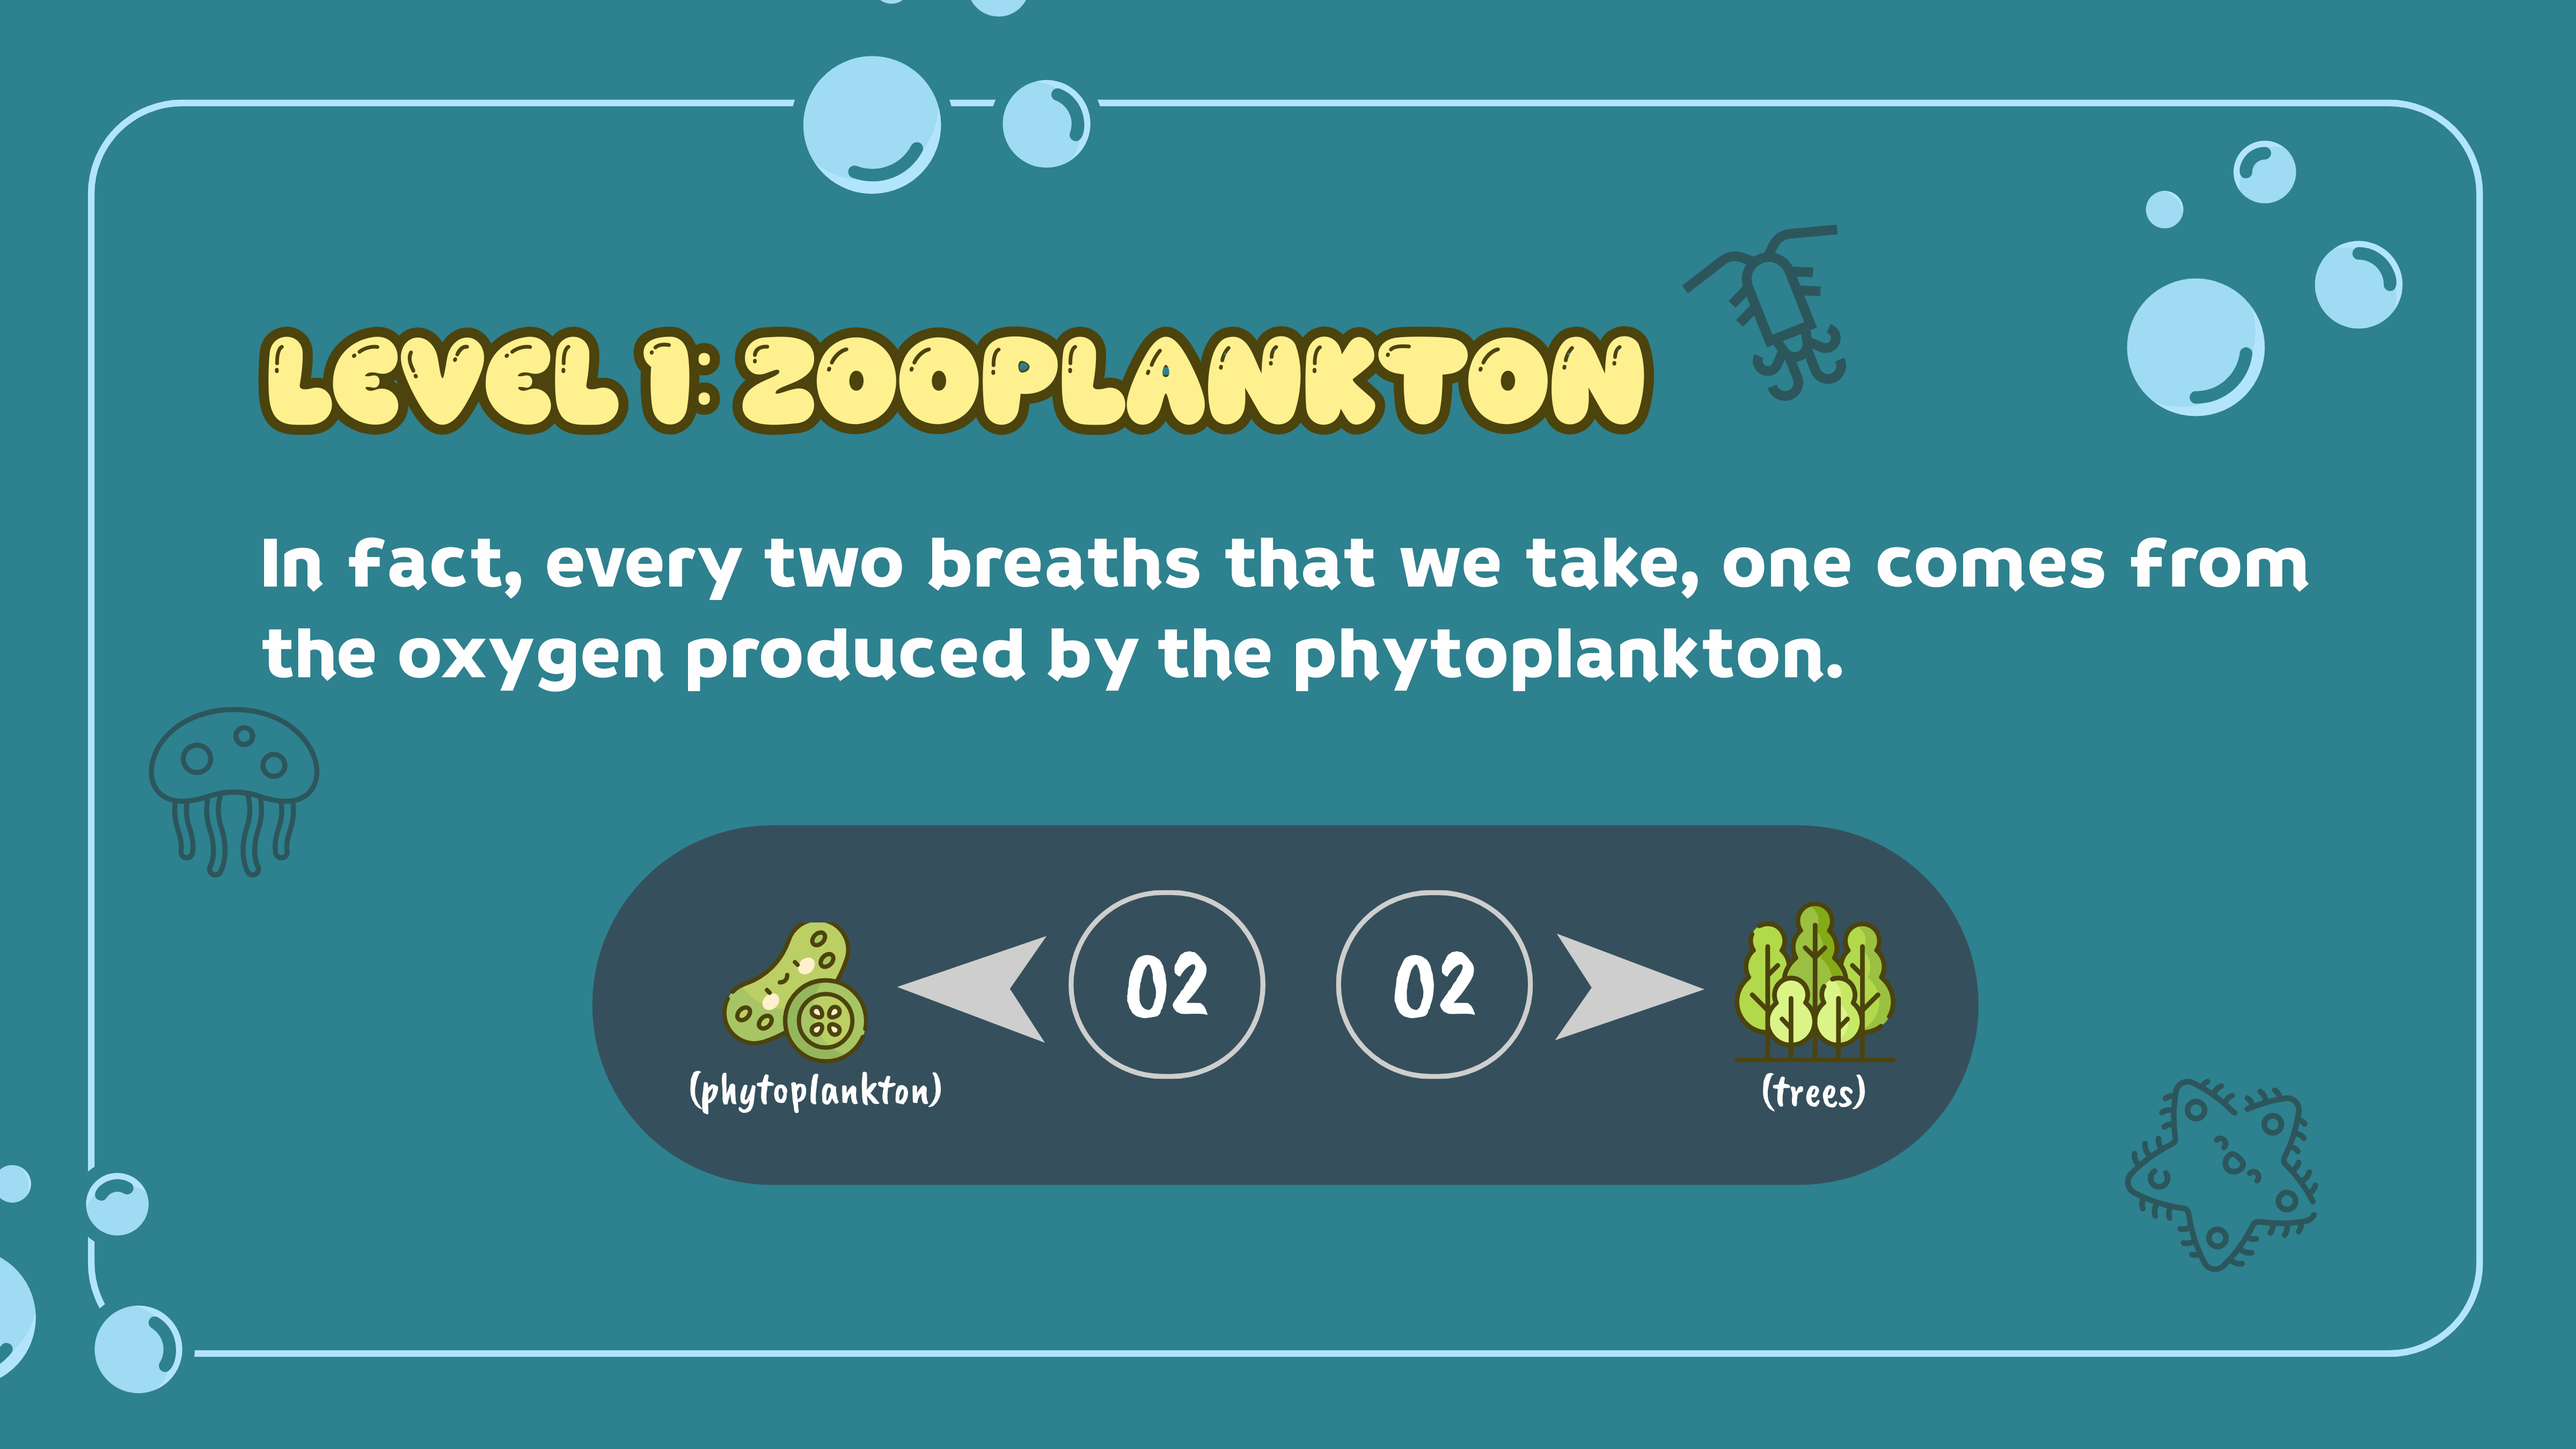 LEVEL 1: ZOOPLANKTON
In fact, every two breaths that we take, one comes from
the oxygen produced by the phytoplankton.
02 02
(phytoplankton) (trees)